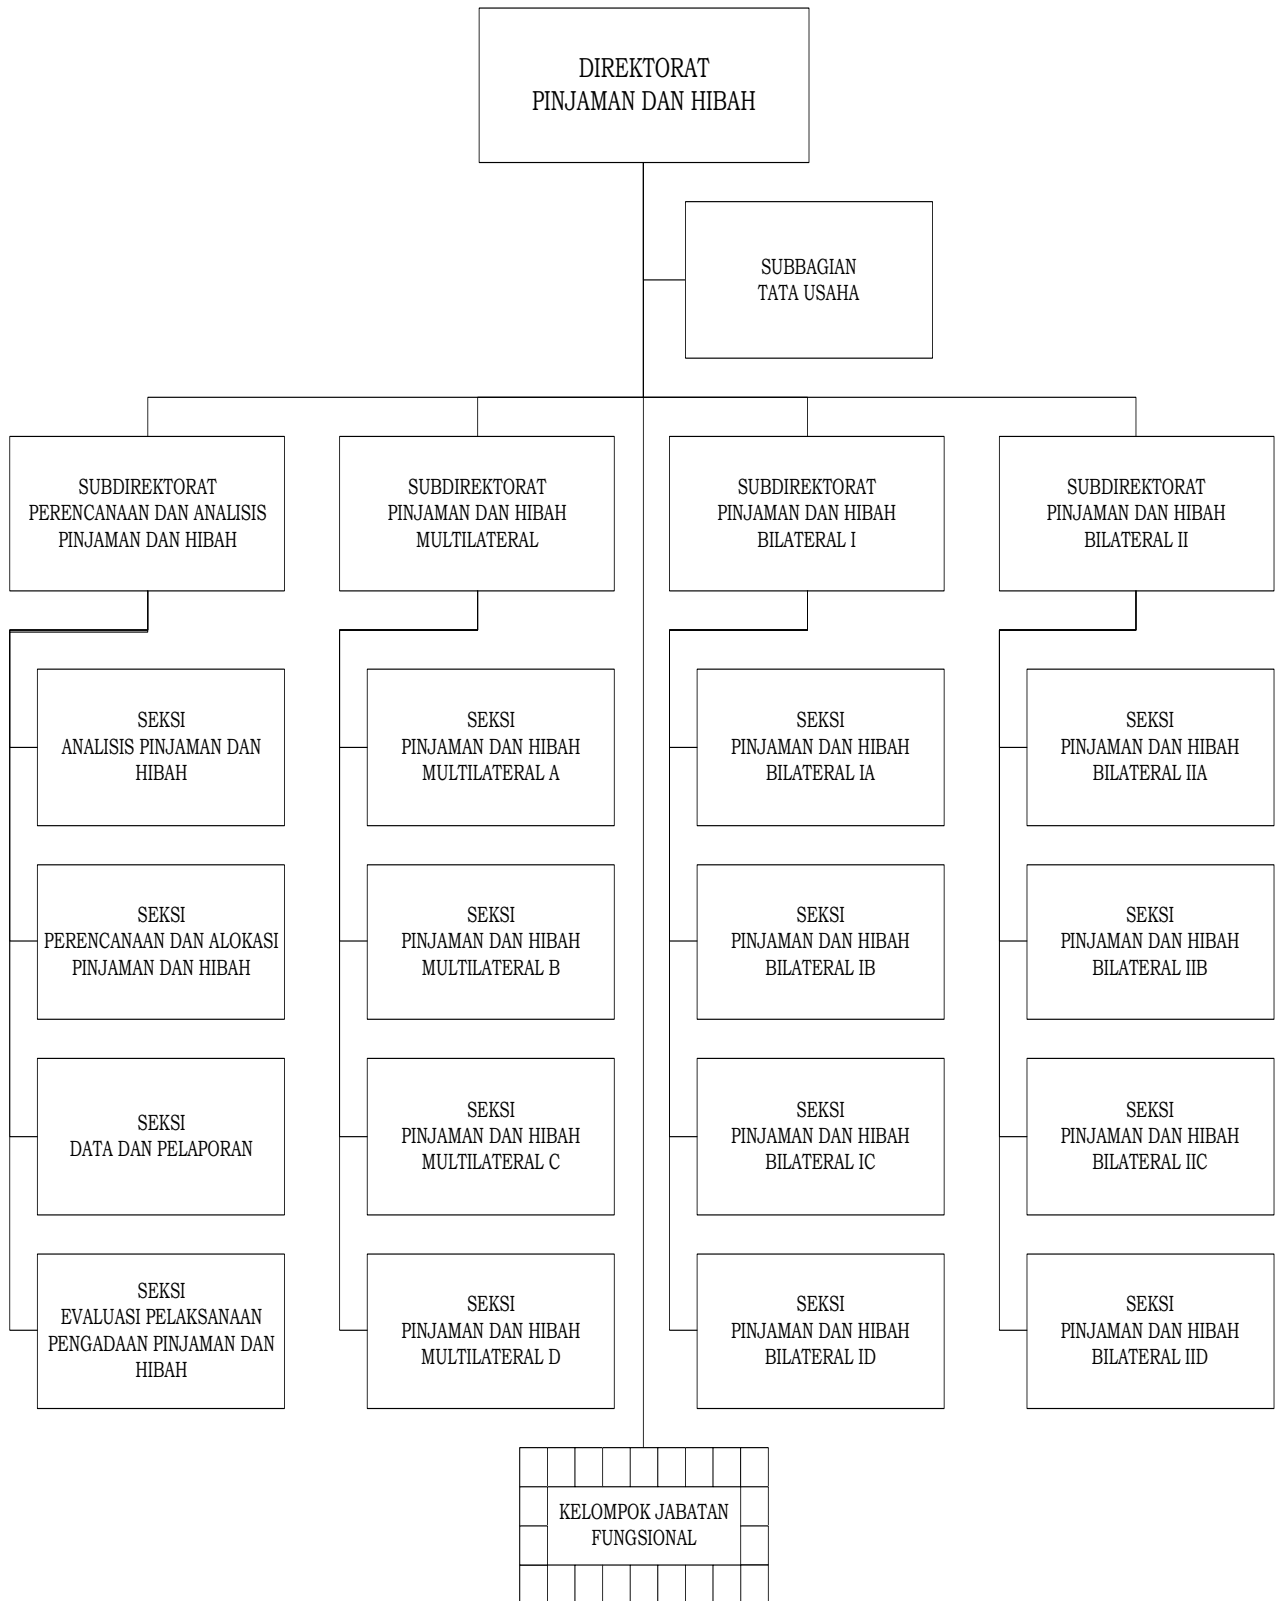 DIREKTORAT
PINJAMAN DAN HIBAH
SUBBAGIAN
TATA USAHA
SUBDIREKTORAT
PERENCANAAN DAN ANALISIS
PINJAMAN DAN HIBAH
SUBDIREKTORAT
PINJAMAN DAN HIBAH
MULTILATERAL
SUBDIREKTORAT
PINJAMAN DAN HIBAH
BILATERAL I
SUBDIREKTORAT
PINJAMAN DAN HIBAH
BILATERAL II
SEKSI
ANALISIS PINJAMAN DAN
HIBAH
SEKSI
PINJAMAN DAN HIBAH
MULTILATERAL A
SEKSI
PINJAMAN DAN HIBAH
BILATERAL IA
SEKSI
PINJAMAN DAN HIBAH
BILATERAL IIA
SEKSI
PERENCANAAN DAN ALOKASI
PINJAMAN DAN HIBAH
SEKSI
PINJAMAN DAN HIBAH
MULTILATERAL B
SEKSI
PINJAMAN DAN HIBAH
BILATERAL IB
SEKSI
PINJAMAN DAN HIBAH
BILATERAL IIB
SEKSI
DATA DAN PELAPORAN
SEKSI
PINJAMAN DAN HIBAH
MULTILATERAL C
SEKSI
PINJAMAN DAN HIBAH
BILATERAL IC
SEKSI
PINJAMAN DAN HIBAH
BILATERAL IIC
SEKSI
EVALUASI PELAKSANAAN
PENGADAAN PINJAMAN DAN
HIBAH
SEKSI
PINJAMAN DAN HIBAH
MULTILATERAL D
SEKSI
PINJAMAN DAN HIBAH
BILATERAL ID
SEKSI
PINJAMAN DAN HIBAH
BILATERAL IID
KELOMPOK JABATAN
FUNGSIONAL